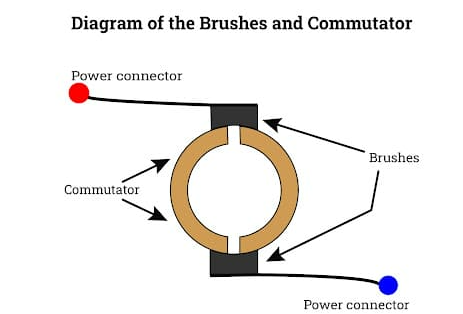 Diagram of the Brushes and Commutator
Power connector
Brushes
Commutator
Power connector